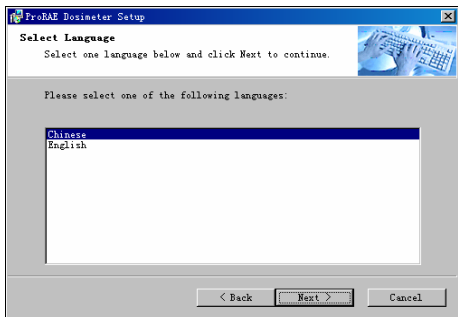 ProRAE Dosimeter Setup
Select Language
Select one language below and click Next to continue.
Please select one of the following languages:
Chinese
English
< Back
Next >
Cancel